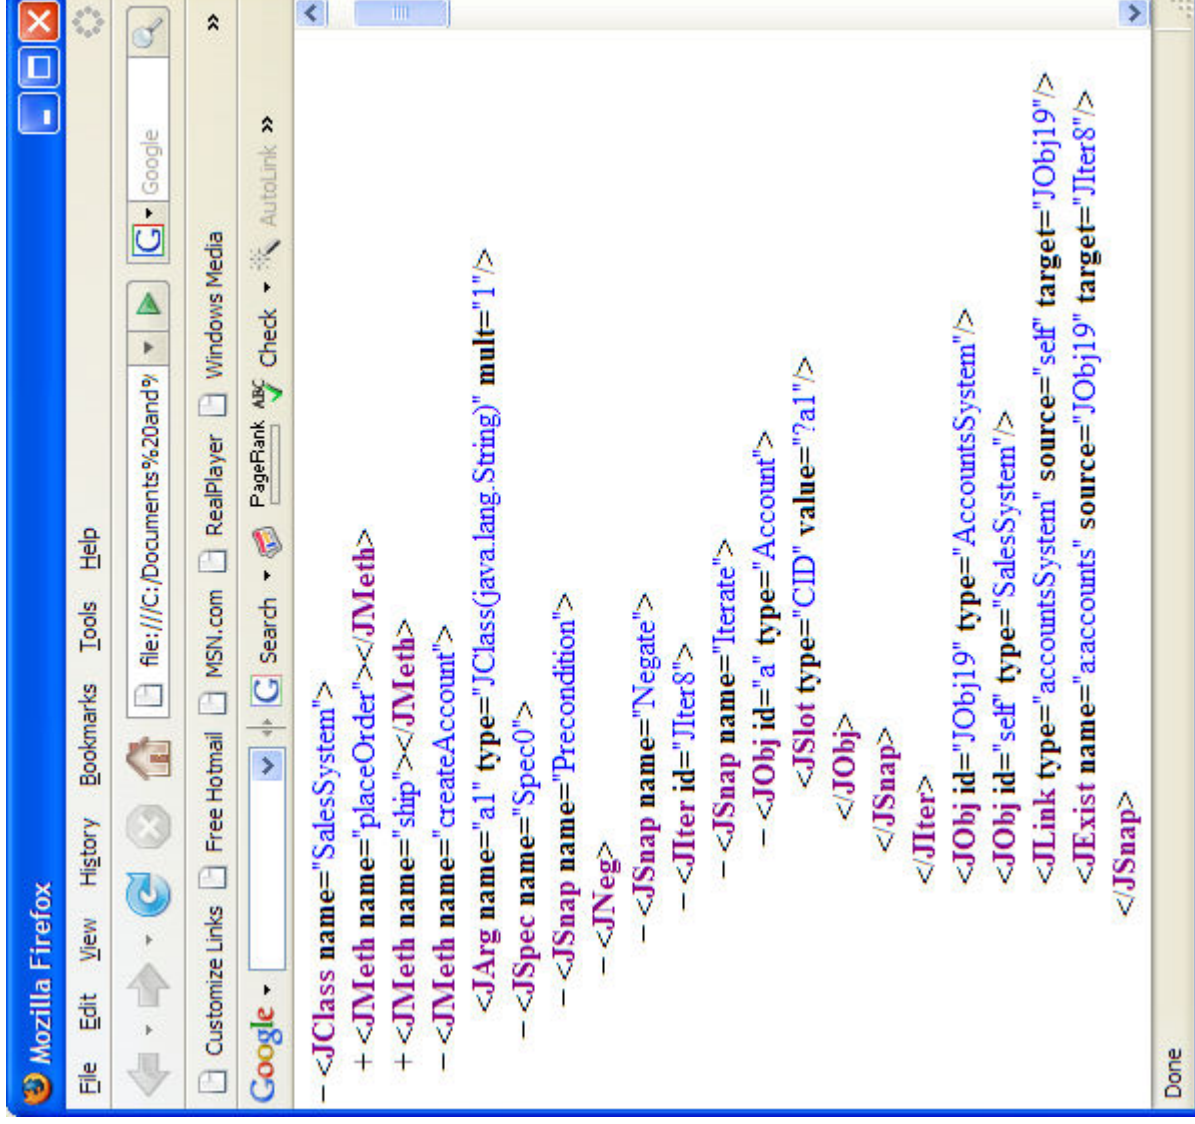 Mozilla Firefox
File Edit View History Bookmarks Tools Help
file:///C:/Documents%20and% G Google
Customize Links Free Hotmail MSN.com RealPlayer Windows Media »
Google G Search PageRank ABC Check AutoLink »
– <JClass name="SalesSystem">
+ <JMeth name="placeOrder"></JMeth>
+ <JMeth name="ship"></JMeth>
– <JMeth name="createAccount">
<JArg name="a1" type="JClass(java.lang.String)" mult="1"/>
– <JSpec name="Spec0">
– <JSnap name="Precondition">
– <JNeg>
– <JSnap name="Negate">
– <JIter id="JIter8">
– <JSnap name="Iterate">
– <JObj id="a" type="Account">
<JSlot type="CID" value="?a1"/>
</JObj>
</JSnap>
</JIter>
<JObj id="JObj19" type="AccountsSystem"/>
<JObj id="self" type="SalesSystem"/>
<JLink type="accountsSystem" source="self" target="JObj19"/>
<JExist name="a:accounts" source="JObj19" target="JIter8"/>
</JSnap>
Done